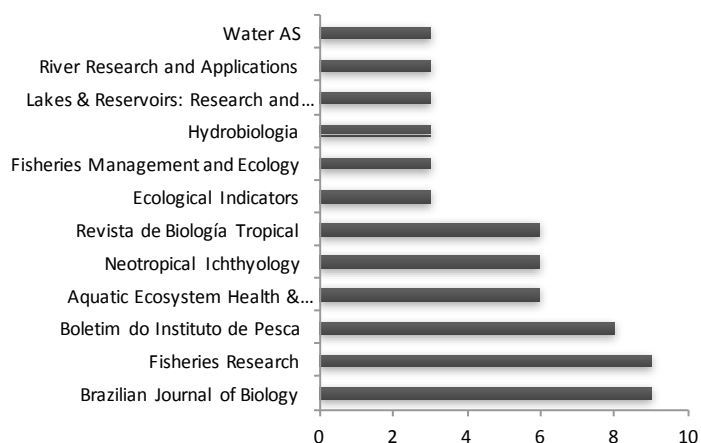 Water AS
River Research and Applications
Lakes & Reservoirs: Research and...
Hydrobiologia
Fisheries Management and Ecology
Ecological Indicators
Revista de Biología Tropical
Neotropical Ichthyology
Aquatic Ecosystem Health &...
Boletim do Instituto de Pesca
Fisheries Research
Brazilian Journal of Biology
0 2 4 6 8 10